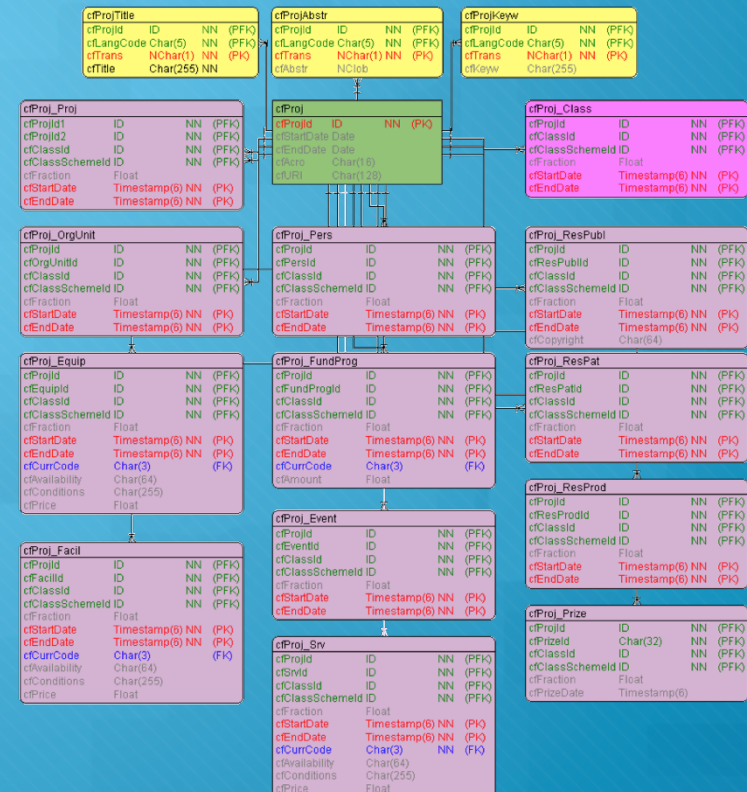 cfProjTitle
cfProjId ID NN (PFK)
cfLangCode Char(5) NN (PFK)
cfTrans NChar(1) NN (PK)
cfTitle Char(255) NN
cfProjAbstr
cfProjId ID NN (PFK)
cfLangCode Char(5) NN (PFK)
cfTrans NChar(1) NN (PK)
cfAbstr NClob
cfProjKeyw
cfProjId ID NN (PFK)
cfLangCode Char(5) NN (PFK)
cfTrans NChar(1) NN (PK)
cfKeyw Char(255)
cfProj_Proj
cfProjId1 ID NN (PFK)
cfProjId2 ID NN (PFK)
cfClassId ID NN (PFK)
cfClassSchemeId ID NN (PFK)
cfFraction Float
cfStartDate Timestamp(6) NN (PK)
cfEndDate Timestamp(6) NN (PK)
cfProj
cfProjId ID NN (PK)
cfStartDate Date
cfEndDate Date
cfAcro Char(16)
cfURI Char(128)
cfProj_Class
cfProjId ID NN (PFK)
cfClassId ID NN (PFK)
cfClassSchemeId ID NN (PFK)
cfFraction Float
cfStartDate Timestamp(6) NN (PK)
cfEndDate Timestamp(6) NN (PK)
cfProj_OrgUnit
cfProjId ID NN (PFK)
cfOrgUnitId ID NN (PFK)
cfClassId ID NN (PFK)
cfClassSchemeId ID NN (PFK)
cfFraction Float
cfStartDate Timestamp(6) NN (PK)
cfEndDate Timestamp(6) NN (PK)
cfProj_Pers
cfProjId ID NN (PFK)
cfPersId ID NN (PFK)
cfClassId ID NN (PFK)
cfClassSchemeId ID NN (PFK)
cfFraction Float
cfStartDate Timestamp(6) NN (PK)
cfEndDate Timestamp(6) NN (PK)
cfProj_ResPubl
cfProjId ID NN (PFK)
cfResPublId ID NN (PFK)
cfClassId ID NN (PFK)
cfClassSchemeId ID NN (PFK)
cfFraction Float
cfStartDate Timestamp(6) NN (PK)
cfEndDate Timestamp(6) NN (PK)
cfCopyright Char(64)
cfProj_Equip
cfProjId ID NN (PFK)
cfEquipId ID NN (PFK)
cfClassId ID NN (PFK)
cfClassSchemeId ID NN (PFK)
cfFraction Float
cfStartDate Timestamp(6) NN (PK)
cfEndDate Timestamp(6) NN (PK)
cfCurrCode Char(3) (FK)
cfAvailability Char(64)
cfConditions Char(255)
cfPrice Float
cfProj_FundProg
cfProjId ID NN (PFK)
cfFundProgId ID NN (PFK)
cfClassId ID NN (PFK)
cfClassSchemeId ID NN (PFK)
cfFraction Float
cfStartDate Timestamp(6) NN (PK)
cfEndDate Timestamp(6) NN (PK)
cfCurrCode Char(3) (FK)
cfAmount Float
cfProj_ResPat
cfProjId ID NN (PFK)
cfResPatId ID NN (PFK)
cfClassId ID NN (PFK)
cfClassSchemeId ID NN (PFK)
cfFraction Float
cfStartDate Timestamp(6) NN (PK)
cfEndDate Timestamp(6) NN (PK)
cfProj_Facil
cfProjId ID NN (PFK)
cfFacilId ID NN (PFK)
cfClassId ID NN (PFK)
cfClassSchemeId ID NN (PFK)
cfFraction Float
cfStartDate Timestamp(6) NN (PK)
cfEndDate Timestamp(6) NN (PK)
cfCurrCode Char(3) (FK)
cfAvailability Char(64)
cfConditions Char(255)
cfPrice Float
cfProj_Event
cfProjId ID NN (PFK)
cfEventId ID NN (PFK)
cfClassId ID NN (PFK)
cfClassSchemeId ID NN (PFK)
cfFraction Float
cfStartDate Timestamp(6) NN (PK)
cfEndDate Timestamp(6) NN (PK)
cfProj_ResProd
cfProjId ID NN (PFK)
cfResProdId ID NN (PFK)
cfClassId ID NN (PFK)
cfClassSchemeId ID NN (PFK)
cfFraction Float
cfStartDate Timestamp(6) NN (PK)
cfEndDate Timestamp(6) NN (PK)
cfProj_Srv
cfProjId ID NN (PFK)
cfSrvId ID NN (PFK)
cfClassId ID NN (PFK)
cfClassSchemeId ID NN (PFK)
cfFraction Float
cfStartDate Timestamp(6) NN (PK)
cfEndDate Timestamp(6) NN (PK)
cfCurrCode Char(3) NN (FK)
cfAvailability Char(64)
cfConditions Char(255)
cfPrice Float
cfProj_Prize
cfProjId ID NN (PFK)
cfPrizeId Char(32) NN (PFK)
cfClassId ID NN (PFK)
cfClassSchemeId ID NN (PFK)
cfFraction Float
cfPrizeDate Timestamp(6)